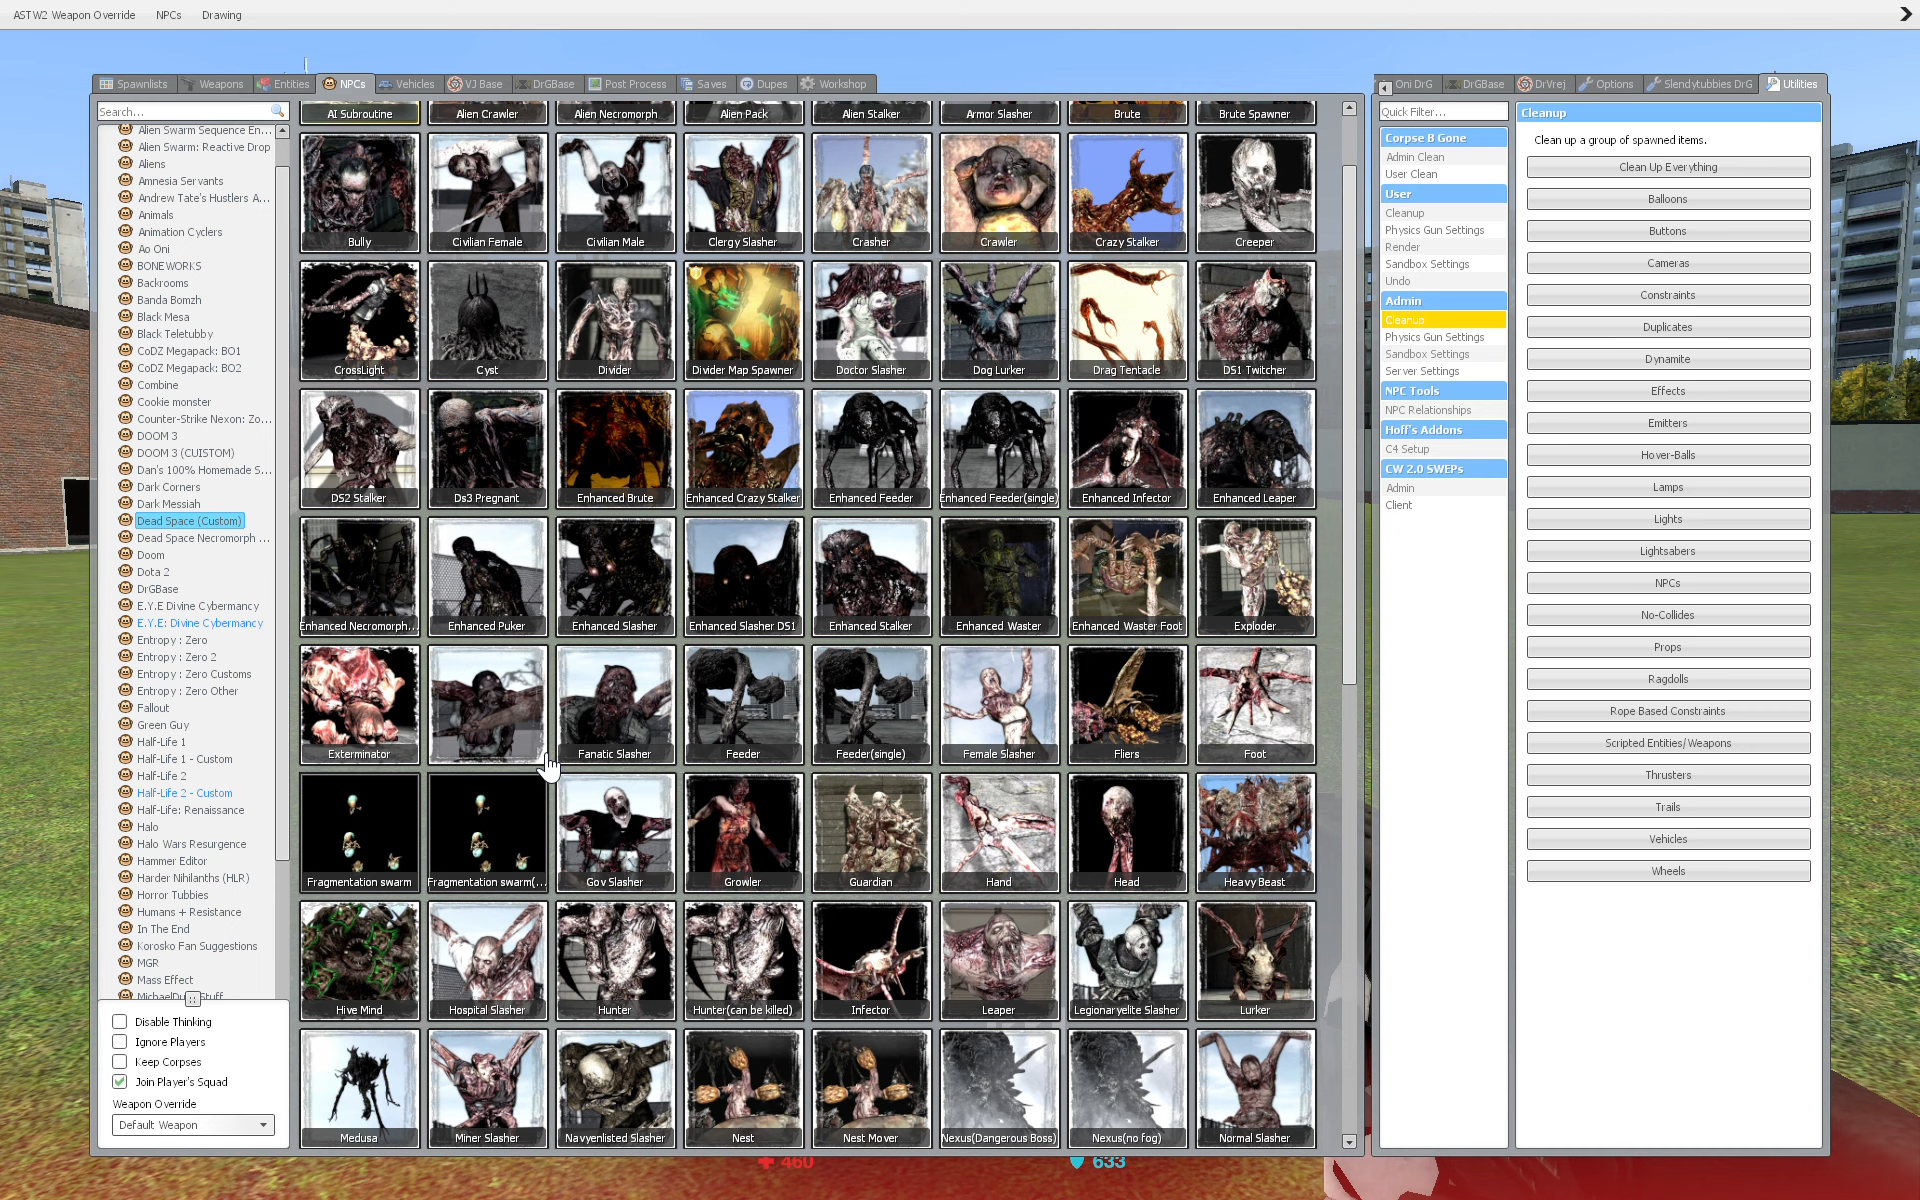 ASTW2 Weapon Override NPCs Drawing
Spawnlists Weapons Entities NPCs Vehicles VJ Base DrGBase Post Process Saves Dupes Workshop
Oni DrG DrGBase DrVrej Options Slendytubbies DrG Utilities
Search...
Alien Swarm Sequence En...
Alien Swarm: Reactive Drop
Aliens
Amnesia Servants
Andrew Tate's Hustlers A...
Animals
Animation Cyclers
Ao Oni
BONEWORKS
Backrooms
Banda Bomzh
Black Mesa
Black Teletubby
CoDZ Megapack: BO1
CoDZ Megapack: BO2
Combine
Cookie monster
Counter-Strike Nexon: Zo...
DOOM 3
DOOM 3 (CUISTOM)
Dan's 100% Homemade S...
Dark Corners
Dark Messiah
Dead Space (Custom)
Dead Space Necromorph ...
Doom
Dota 2
DrGBase
E.Y.E Divine Cybermancy
E.Y.E: Divine Cybermancy
Entropy : Zero
Entropy : Zero 2
Entropy : Zero Customs
Entropy : Zero Other
Fallout
Green Guy
Half-Life 1
Half-Life 1 - Custom
Half-Life 2
Half-Life 2 - Custom
Half-Life: Renaissance
Halo
Halo Wars Resurgence
Hammer Editor
Harder Nihilanths (HLR)
Horror Tubbies
Humans + Resistance
In The End
Korosko Fan Suggestions
MGR
Mass Effect
Disable Thinking
Ignore Players
Keep Corpses
Join Player's Squad
Weapon Override
Default Weapon
AI Subroutine Alien Crawler Alien Necromorph Alien Pack Alien Stalker Armor Slasher Brute Brute Spawner
Bully Civilian Female Civilian Male Clergy Slasher Crasher Crawler Crazy Stalker Creeper
CrossLight Cyst Divider Divider Map Spawner Doctor Slasher Dog Lurker Drag Tentacle DS1 Twitcher
DS2 Stalker Ds3 Pregnant Enhanced Brute Enhanced Crazy Stalker Enhanced Feeder Enhanced Feeder(single) Enhanced Infector Enhanced Leaper
Enhanced Necromorph... Enhanced Puker Enhanced Slasher Enhanced Slasher DS1 Enhanced Stalker Enhanced Waster Enhanced Waster Foot Exploder
Exterminator Fanatic Slasher Feeder Feeder(single) Female Slasher Fliers Foot
Fragmentation swarm Fragmentation swarm(... Gov Slasher Growler Guardian Hand Head Heavy Beast
Hive Mind Hospital Slasher Hunter Hunter(can be killed) Infector Leaper Legionaryelite Slasher Lurker
Medusa Miner Slasher Navyenlisted Slasher Nest Nest Mover Nexus(Dangerous Boss) Nexus(no fog) Normal Slasher
Quick Filter...
Corpse B Gone
Admin Clean
User Clean
User
Cleanup
Physics Gun Settings
Render
Sandbox Settings
Undo
Admin
Cleanup
Physics Gun Settings
Sandbox Settings
Server Settings
NPC Tools
NPC Relationships
Hoff's Addons
C4 Setup
CW 2.0 SWEPs
Admin
Client
Cleanup
Clean up a group of spawned items.
Clean Up Everything
Balloons
Buttons
Cameras
Constraints
Duplicates
Dynamite
Effects
Emitters
Hover-Balls
Lamps
Lights
Lightsabers
NPCs
No-Collides
Props
Ragdolls
Rope Based Constraints
Scripted Entities/Weapons
Thrusters
Trails
Vehicles
Wheels
460 633